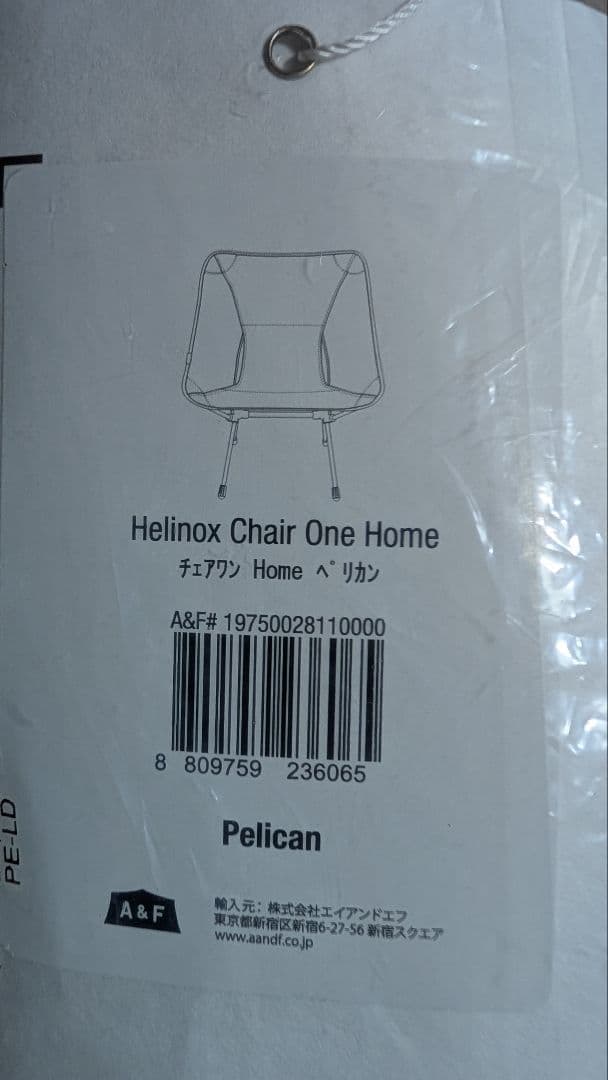 Helinox Chair One Home
チェアワン Home ペリカン
A&F# 19750028110000
8 809759 236065
Pelican
PE-LD
A & F
輸入元: 株式会社エイアンドエフ
東京都新宿区新宿6-27-56 新宿スクエア
www.aandf.co.jp